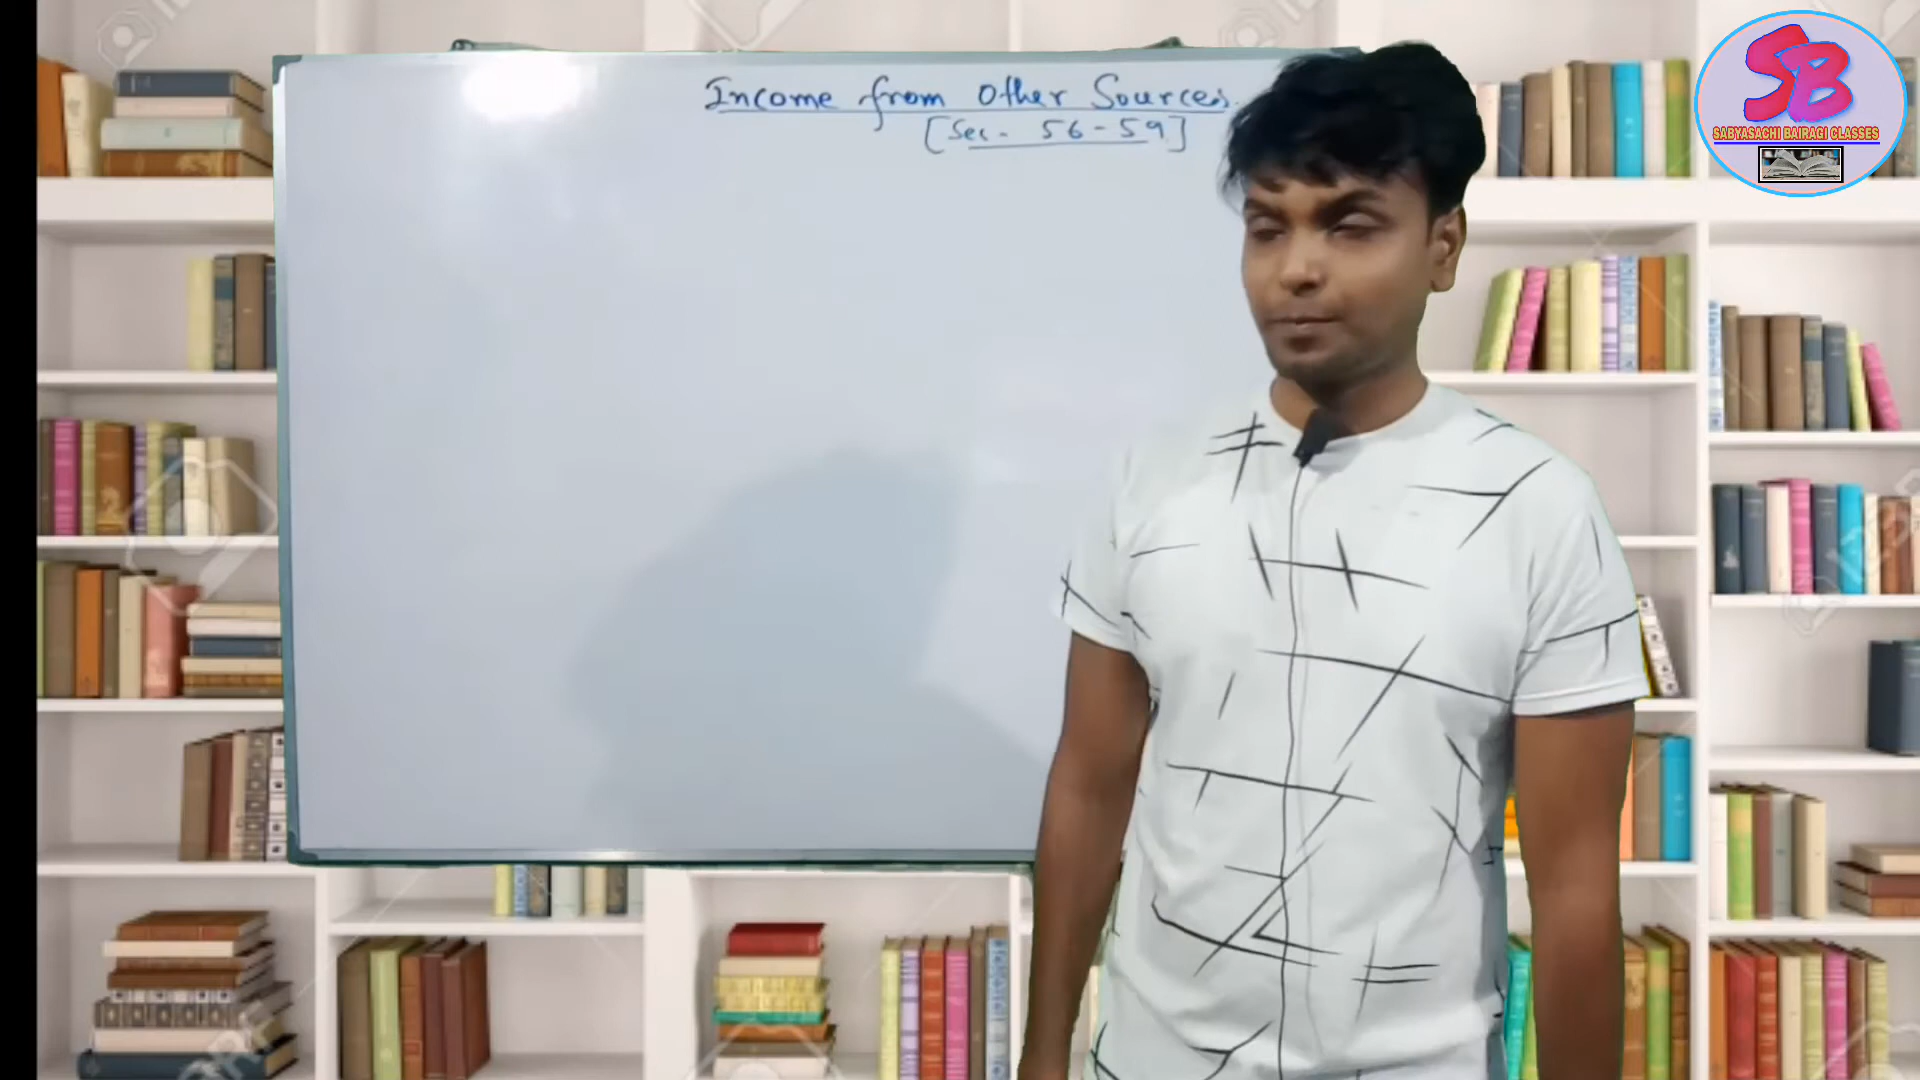 Income from Other Sources.
[Sec. 56-59]
SB
SABYASACHI BAIRAGI CLASSES